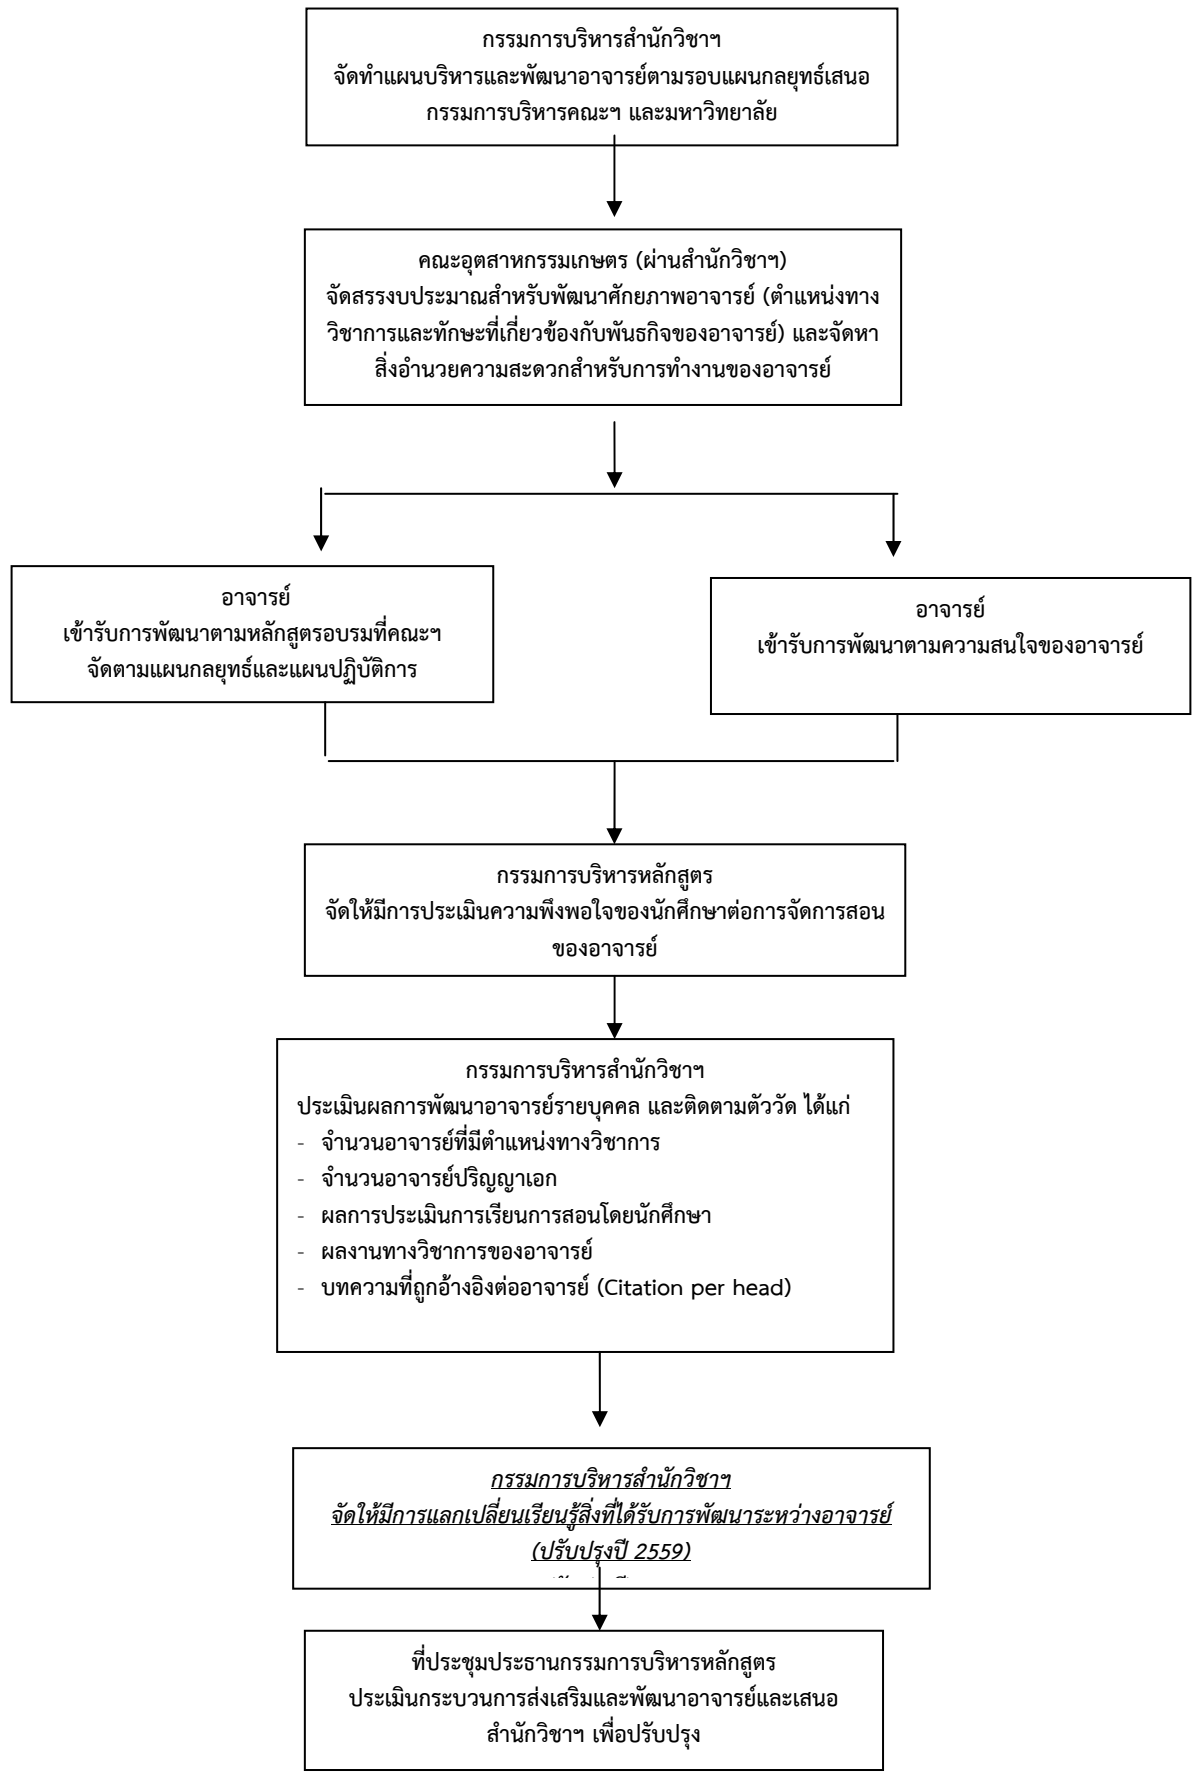 กรรมการบริหารสำนักวิชาฯ
จัดทำแผนบริหารและพัฒนาอาจารย์ตามรอบแผนกลยุทธ์เสนอ
กรรมการบริหารคณะฯ และมหาวิทยาลัย
คณะอุตสาหกรรมเกษตร (ผ่านสำนักวิชาฯ)
จัดสรรงบประมาณสำหรับพัฒนาศักยภาพอาจารย์ (ตำแหน่งทาง
วิชาการและทักษะที่เกี่ยวข้องกับพันธกิจของอาจารย์) และจัดหา
สิ่งอำนวยความสะดวกสำหรับการทำงานของอาจารย์
อาจารย์
เข้ารับการพัฒนาตามหลักสูตรอบรมที่คณะฯ
จัดตามแผนกลยุทธ์และแผนปฏิบัติการ
อาจารย์
เข้ารับการพัฒนาตามความสนใจของอาจารย์
กรรมการบริหารหลักสูตร
จัดให้มีการประเมินความพึงพอใจของนักศึกษาต่อการจัดการสอน
ของอาจารย์
กรรมการบริหารสำนักวิชาฯ
ประเมินผลการพัฒนาอาจารย์รายบุคคล และติดตามตัววัด ได้แก่
- จำนวนอาจารย์ที่มีตำแหน่งทางวิชาการ
- จำนวนอาจารย์ปริญญาเอก
- ผลการประเมินการเรียนการสอนโดยนักศึกษา
- ผลงานทางวิชาการของอาจารย์
- บทความที่ถูกอ้างอิงต่ออาจารย์ (Citation per head)
กรรมการบริหารสำนักวิชาฯ
จัดให้มีการแลกเปลี่ยนเรียนรู้สิ่งที่ได้รับการพัฒนาระหว่างอาจารย์
(ปรับปรุงปี 2559)
ที่ประชุมประธานกรรมการบริหารหลักสูตร
ประเมินกระบวนการส่งเสริมและพัฒนาอาจารย์และเสนอ
สำนักวิชาฯ เพื่อปรับปรุง